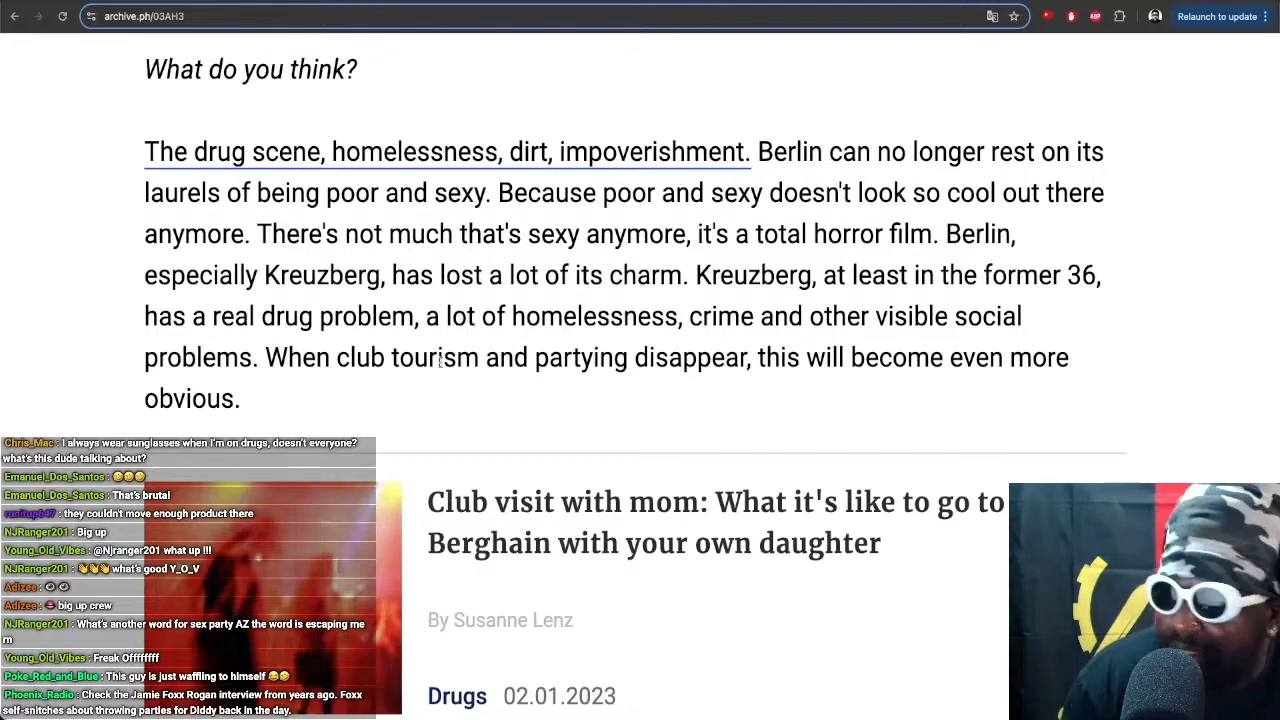 archive.ph/03AH3
ABP
Relaunch to update
What do you think?
The drug scene, homelessness, dirt, impoverishment. Berlin can no longer rest on its
laurels of being poor and sexy. Because poor and sexy doesn't look so cool out there
anymore. There's not much that's sexy anymore, it's a total horror film. Berlin,
especially Kreuzberg, has lost a lot of its charm. Kreuzberg, at least in the former 36,
has a real drug problem, a lot of homelessness, crime and other visible social
problems. When club tourism and partying disappear, this will become even more
obvious.
Chris_Mac : I always wear sunglasses when I'm on drugs, doesn't everyone?
what's this dude talking about?
Emanuel_Dos_Santos : 🤣🤣🤣
Emanuel_Dos_Santos : That's brutal
runitup647 : they couldn't move enough product there
NJRanger201 : Big up
Young_Old_Vibes : @Njranger201 what up !!!
NJRanger201 : 👋👋👋 what's good Y_O_V
Adizee : 👁️👁️
Adizee : 👄 big up crew
NJRanger201 : What's another word for sex party AZ the word is escaping me
rn
Young_Old_Vibes : Freak Offfffffff
Poke_Red_and_Blue : This guy is just waffling to himself 😂🤣
Phoenix_Radio : Check the Jamie Foxx Rogan interview from years ago. Foxx
self-snitches about throwing parties for Diddy back in the day.
Club visit with mom: What it's like to go to
Berghain with your own daughter
By Susanne Lenz
Drugs 02.01.2023